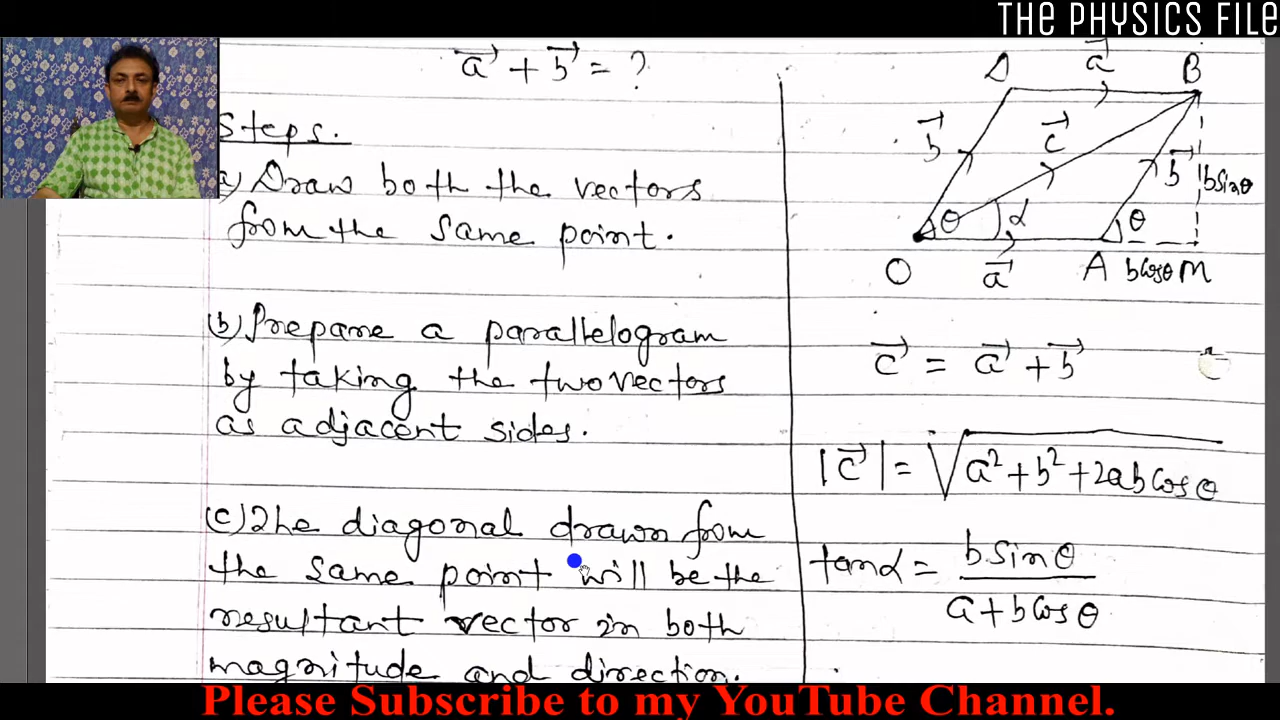 THE PHYSICS FILE
a⃗ + b⃗ = ?
Steps.
a) Draw both the vectors
from the same point.
(b) Prepare a parallelogram
by taking the two vectors
as adjacent sides.
(c) The diagonal drawn from
the same point will be the
resultant vector in both
magnitude and direction.
D a⃗ B
b⃗ c⃗ b⃗ bsinθ
θ α θ
O a⃗ A bcosθ M
c⃗ = a⃗ + b⃗
|c⃗| = √(a² + b² + 2ab cosθ)
tanα = b sinθ / a + b cosθ
Please Subscribe to my YouTube Channel.